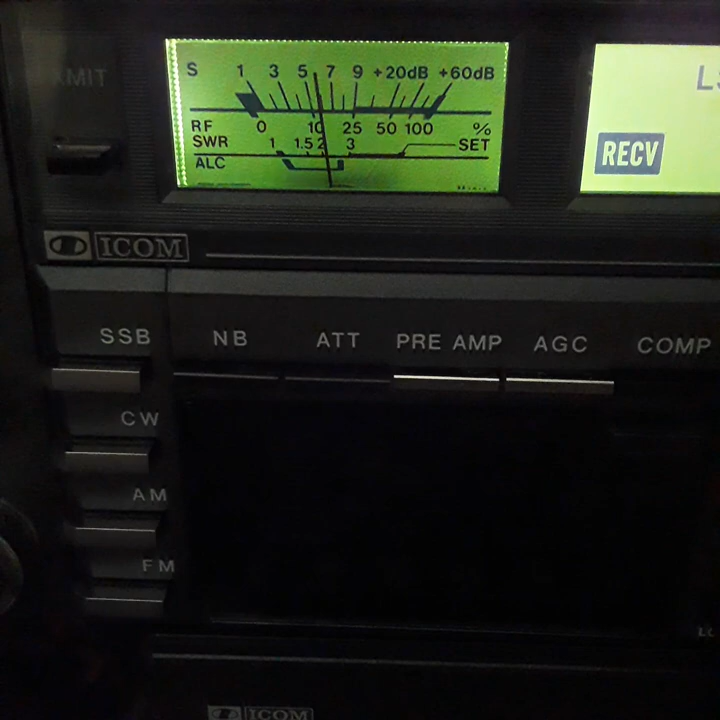 S 1 3 5 7 9 +20dB +60dB
RF 0 10 25 50 100 %
SWR 1 1.5 2 3 SET
ALC
RECV
ICOM
SSB NB ATT PRE AMP AGC COMP
CW
AM
FM
ICOM